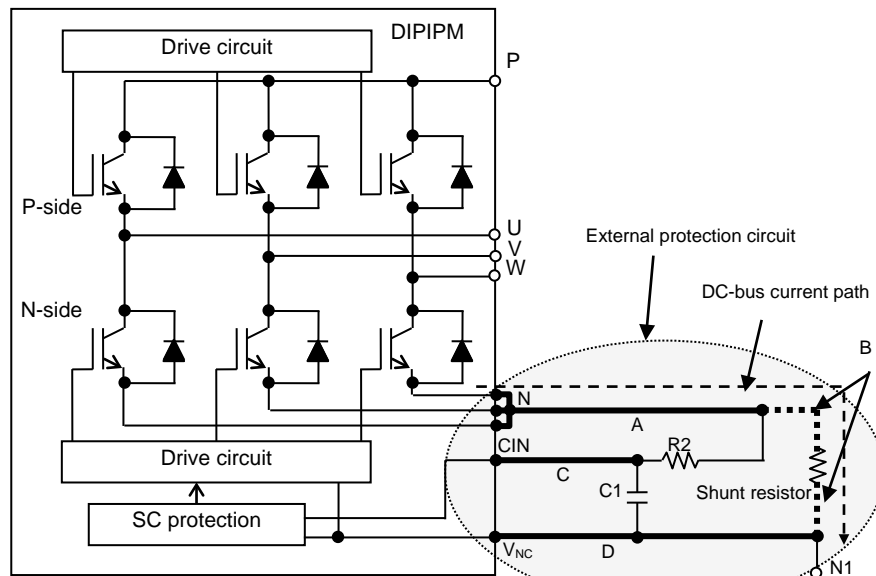 DIPIPM
Drive circuit
P
P-side
U
V
W
External protection circuit
DC-bus current path
N-side
B
N
A
CIN
R2
C
Drive circuit
C1
Shunt resistor
SC protection
VNC
D
N1